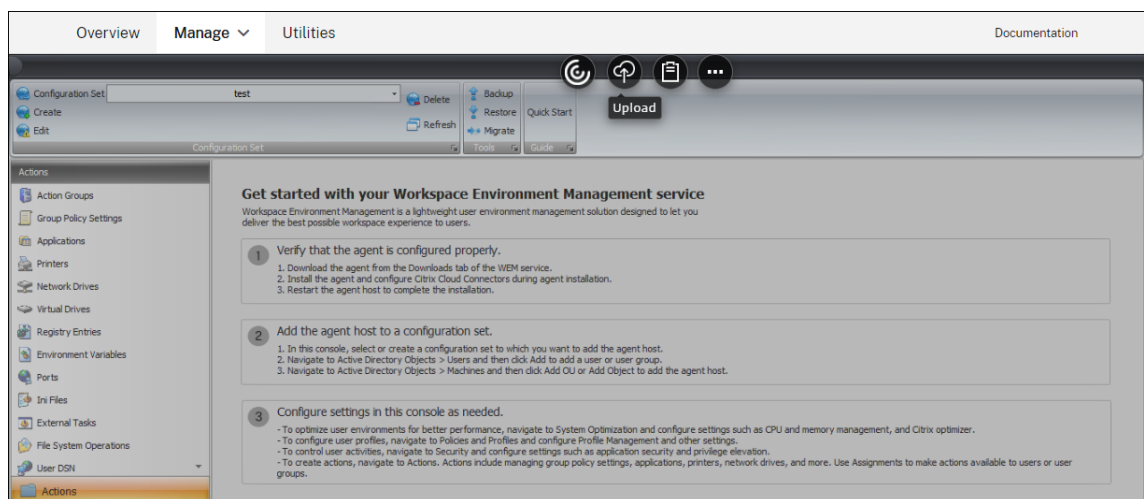 Overview
Manage
Utilities
Documentation
Configuration Set
test
Create
Edit
Delete
Refresh
Configuration Set
Backup
Restore
Migrate
Tools
Quick Start
Guide
Upload
Actions
Action Groups
Group Policy Settings
Applications
Printers
Network Drives
Virtual Drives
Registry Entries
Environment Variables
Ports
Ini Files
External Tasks
File System Operations
User DSN
Actions
Get started with your Workspace Environment Management service
Workspace Environment Management is a lightweight user environment management solution designed to let you
deliver the best possible workspace experience to users.
1
Verify that the agent is configured properly.
1. Download the agent from the Downloads tab of the WEM service.
2. Install the agent and configure Citrix Cloud Connectors during agent installation.
3. Restart the agent host to complete the installation.
2
Add the agent host to a configuration set.
1. In this console, select or create a configuration set to which you want to add the agent host.
2. Navigate to Active Directory Objects > Users and then click Add to add a user or user group.
3. Navigate to Active Directory Objects > Machines and then click Add OU or Add Object to add the agent host.
3
Configure settings in this console as needed.
- To optimize user environments for better performance, navigate to System Optimization and configure settings such as CPU and memory management, and Citrix optimizer.
- To configure user profiles, navigate to Policies and Profiles and configure Profile Management and other settings.
- To control user activities, navigate to Security and configure settings such as application security and privilege elevation.
- To create actions, navigate to Actions. Actions include managing group policy settings, applications, printers, network drives, and more. Use Assignments to make actions available to users or user
groups.